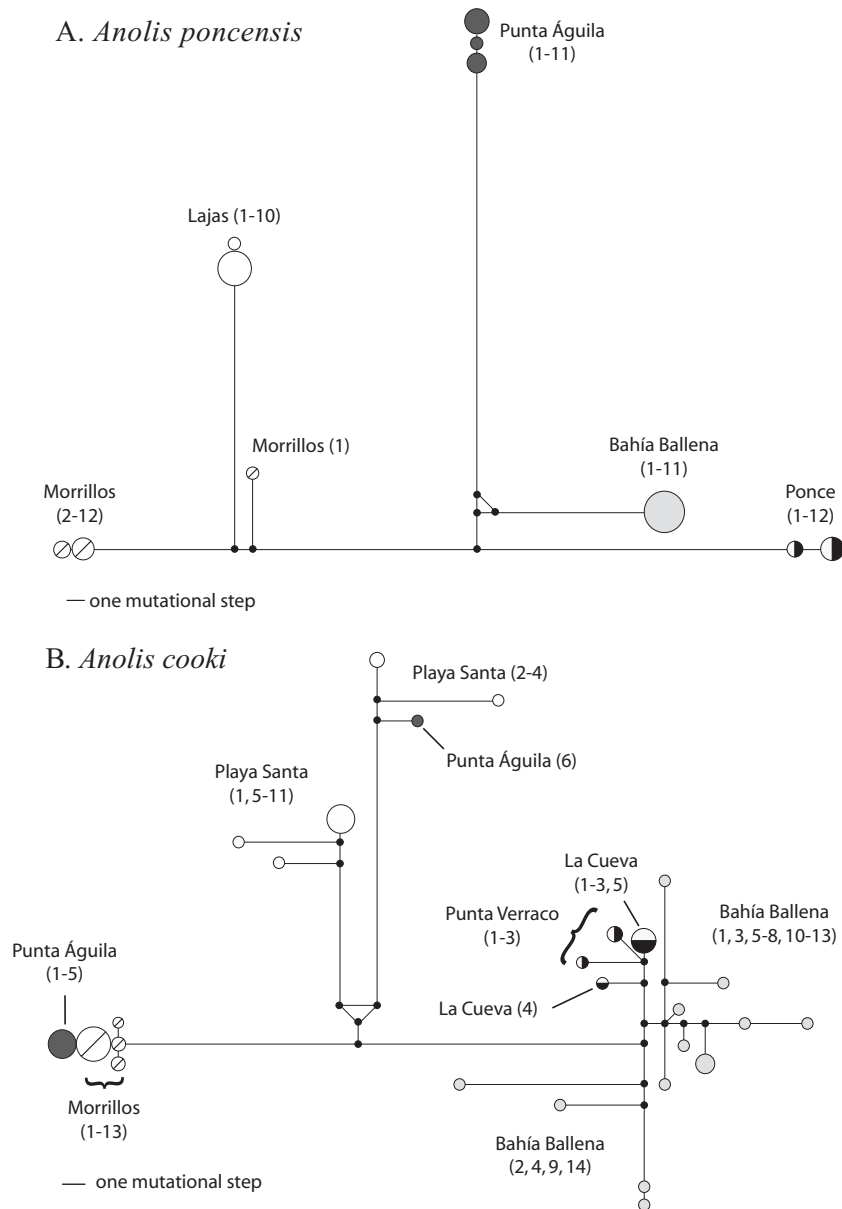 A. Anolis poncensis
Punta Águila
(1-11)
Lajas (1-10)
Morrillos (1)
Bahía Ballena
(1-11)
Morrillos
(2-12)
Ponce
(1-12)
— one mutational step
B. Anolis cooki
Playa Santa (2-4)
Punta Águila (6)
Playa Santa
(1, 5-11)
La Cueva
(1-3, 5)
Punta Verraco
(1-3)
Bahía Ballena
(1, 3, 5-8, 10-13)
Punta Águila
(1-5)
La Cueva (4)
Morrillos
(1-13)
Bahía Ballena
(2, 4, 9, 14)
— one mutational step